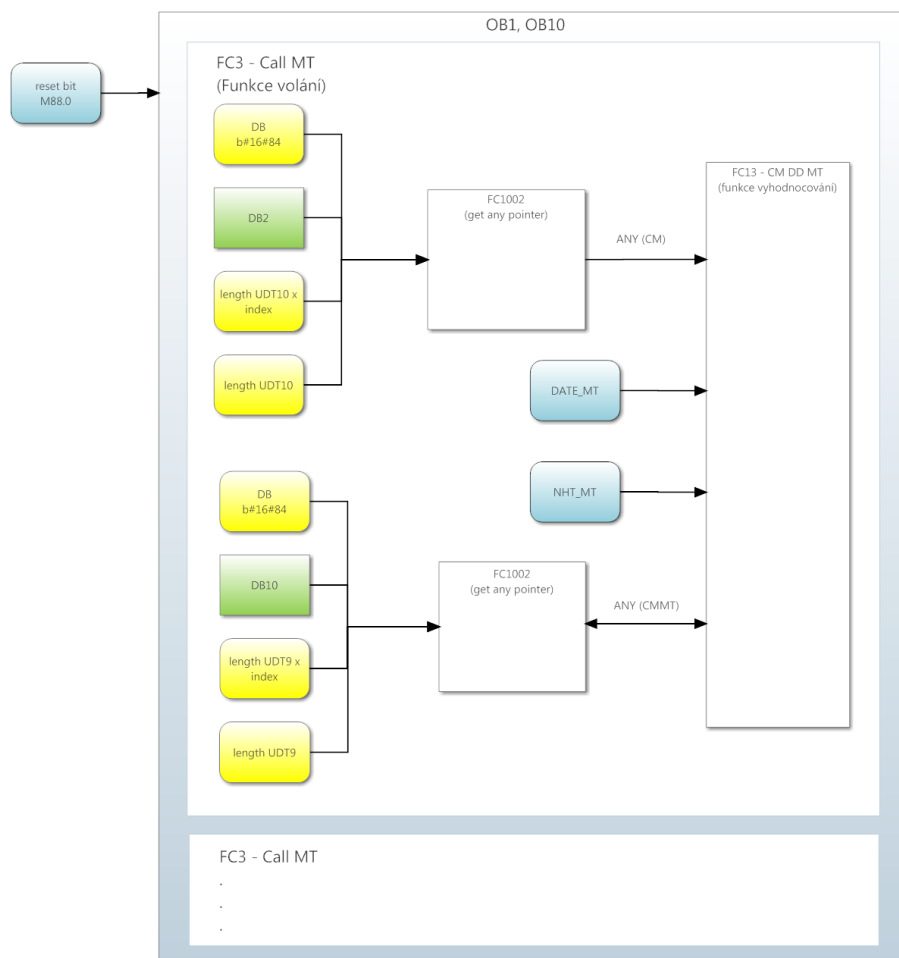 OB1, OB10
reset bit
M88.0
FC3 - Call MT
(Funkce volání)
DB
b#16#84
DB2
length UDT10 x
index
length UDT10
FC1002
(get any pointer)
ANY (CM)
FC13 - CM DD MT
(funkce vyhodnocování)
DATE_MT
NHT_MT
DB
b#16#84
DB10
length UDT9 x
index
length UDT9
FC1002
(get any pointer)
ANY (CMMT)
FC3 - Call MT
.
.
.